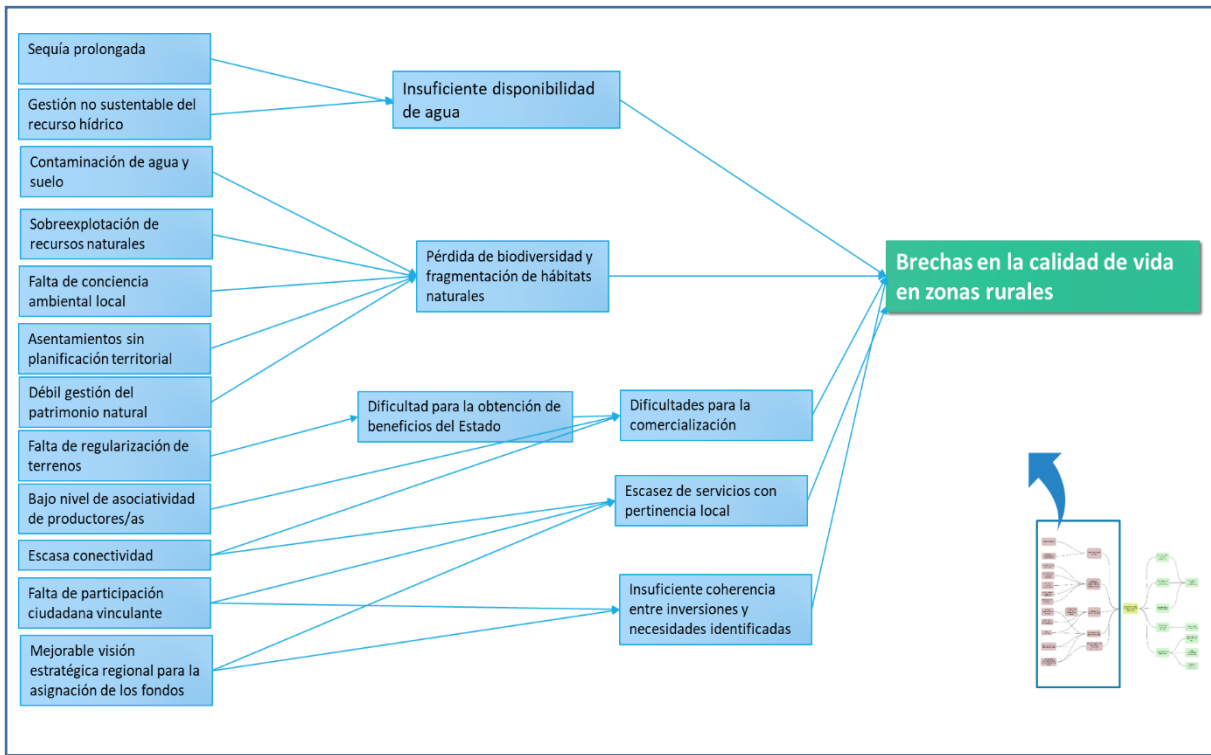 Sequía prolongada
Gestión no sustentable del
recurso hídrico
Contaminación de agua y
suelo
Sobreexplotación de
recursos naturales
Falta de conciencia
ambiental local
Asentamientos sin
planificación territorial
Débil gestión del
patrimonio natural
Falta de regularización de
terrenos
Bajo nivel de asociatividad
de productores/as
Escasa conectividad
Falta de participación
ciudadana vinculante
Mejorable visión
estratégica regional para la
asignación de los fondos
Insuficiente disponibilidad
de agua
Pérdida de biodiversidad y
fragmentación de hábitats
naturales
Dificultad para la obtención de
beneficios del Estado
Dificultades para la
comercialización
Escasez de servicios con
pertinencia local
Insuficiente coherencia
entre inversiones y
necesidades identificadas
Brechas en la calidad de vida
en zonas rurales